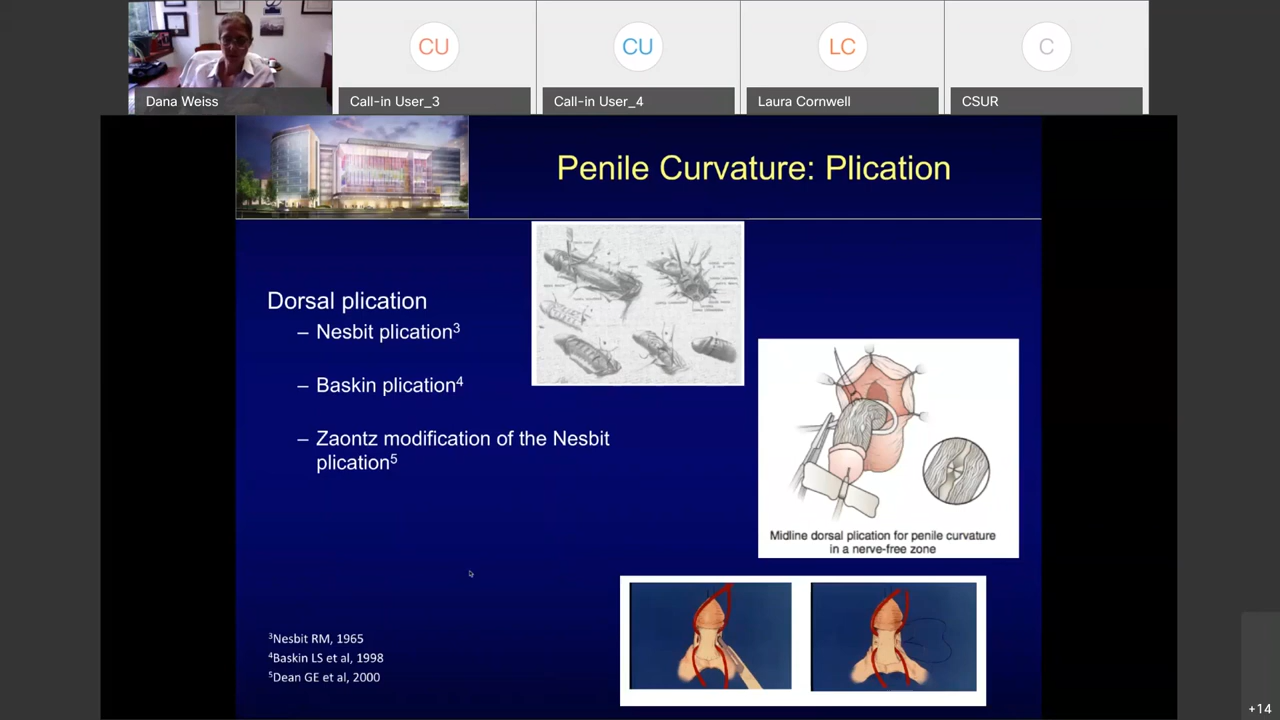 CU
CU
LC
C
Dana Weiss
Call-in User_3
Call-in User_4
Laura Cornwell
CSUR
Penile Curvature: Plication
Dorsal plication
– Nesbit plication³
– Baskin plication⁴
– Zaontz modification of the Nesbit
plication⁵
Midline dorsal plication for penile curvature
in a nerve-free zone
³Nesbit RM, 1965
⁴Baskin LS et al, 1998
⁵Dean GE et al, 2000
+14